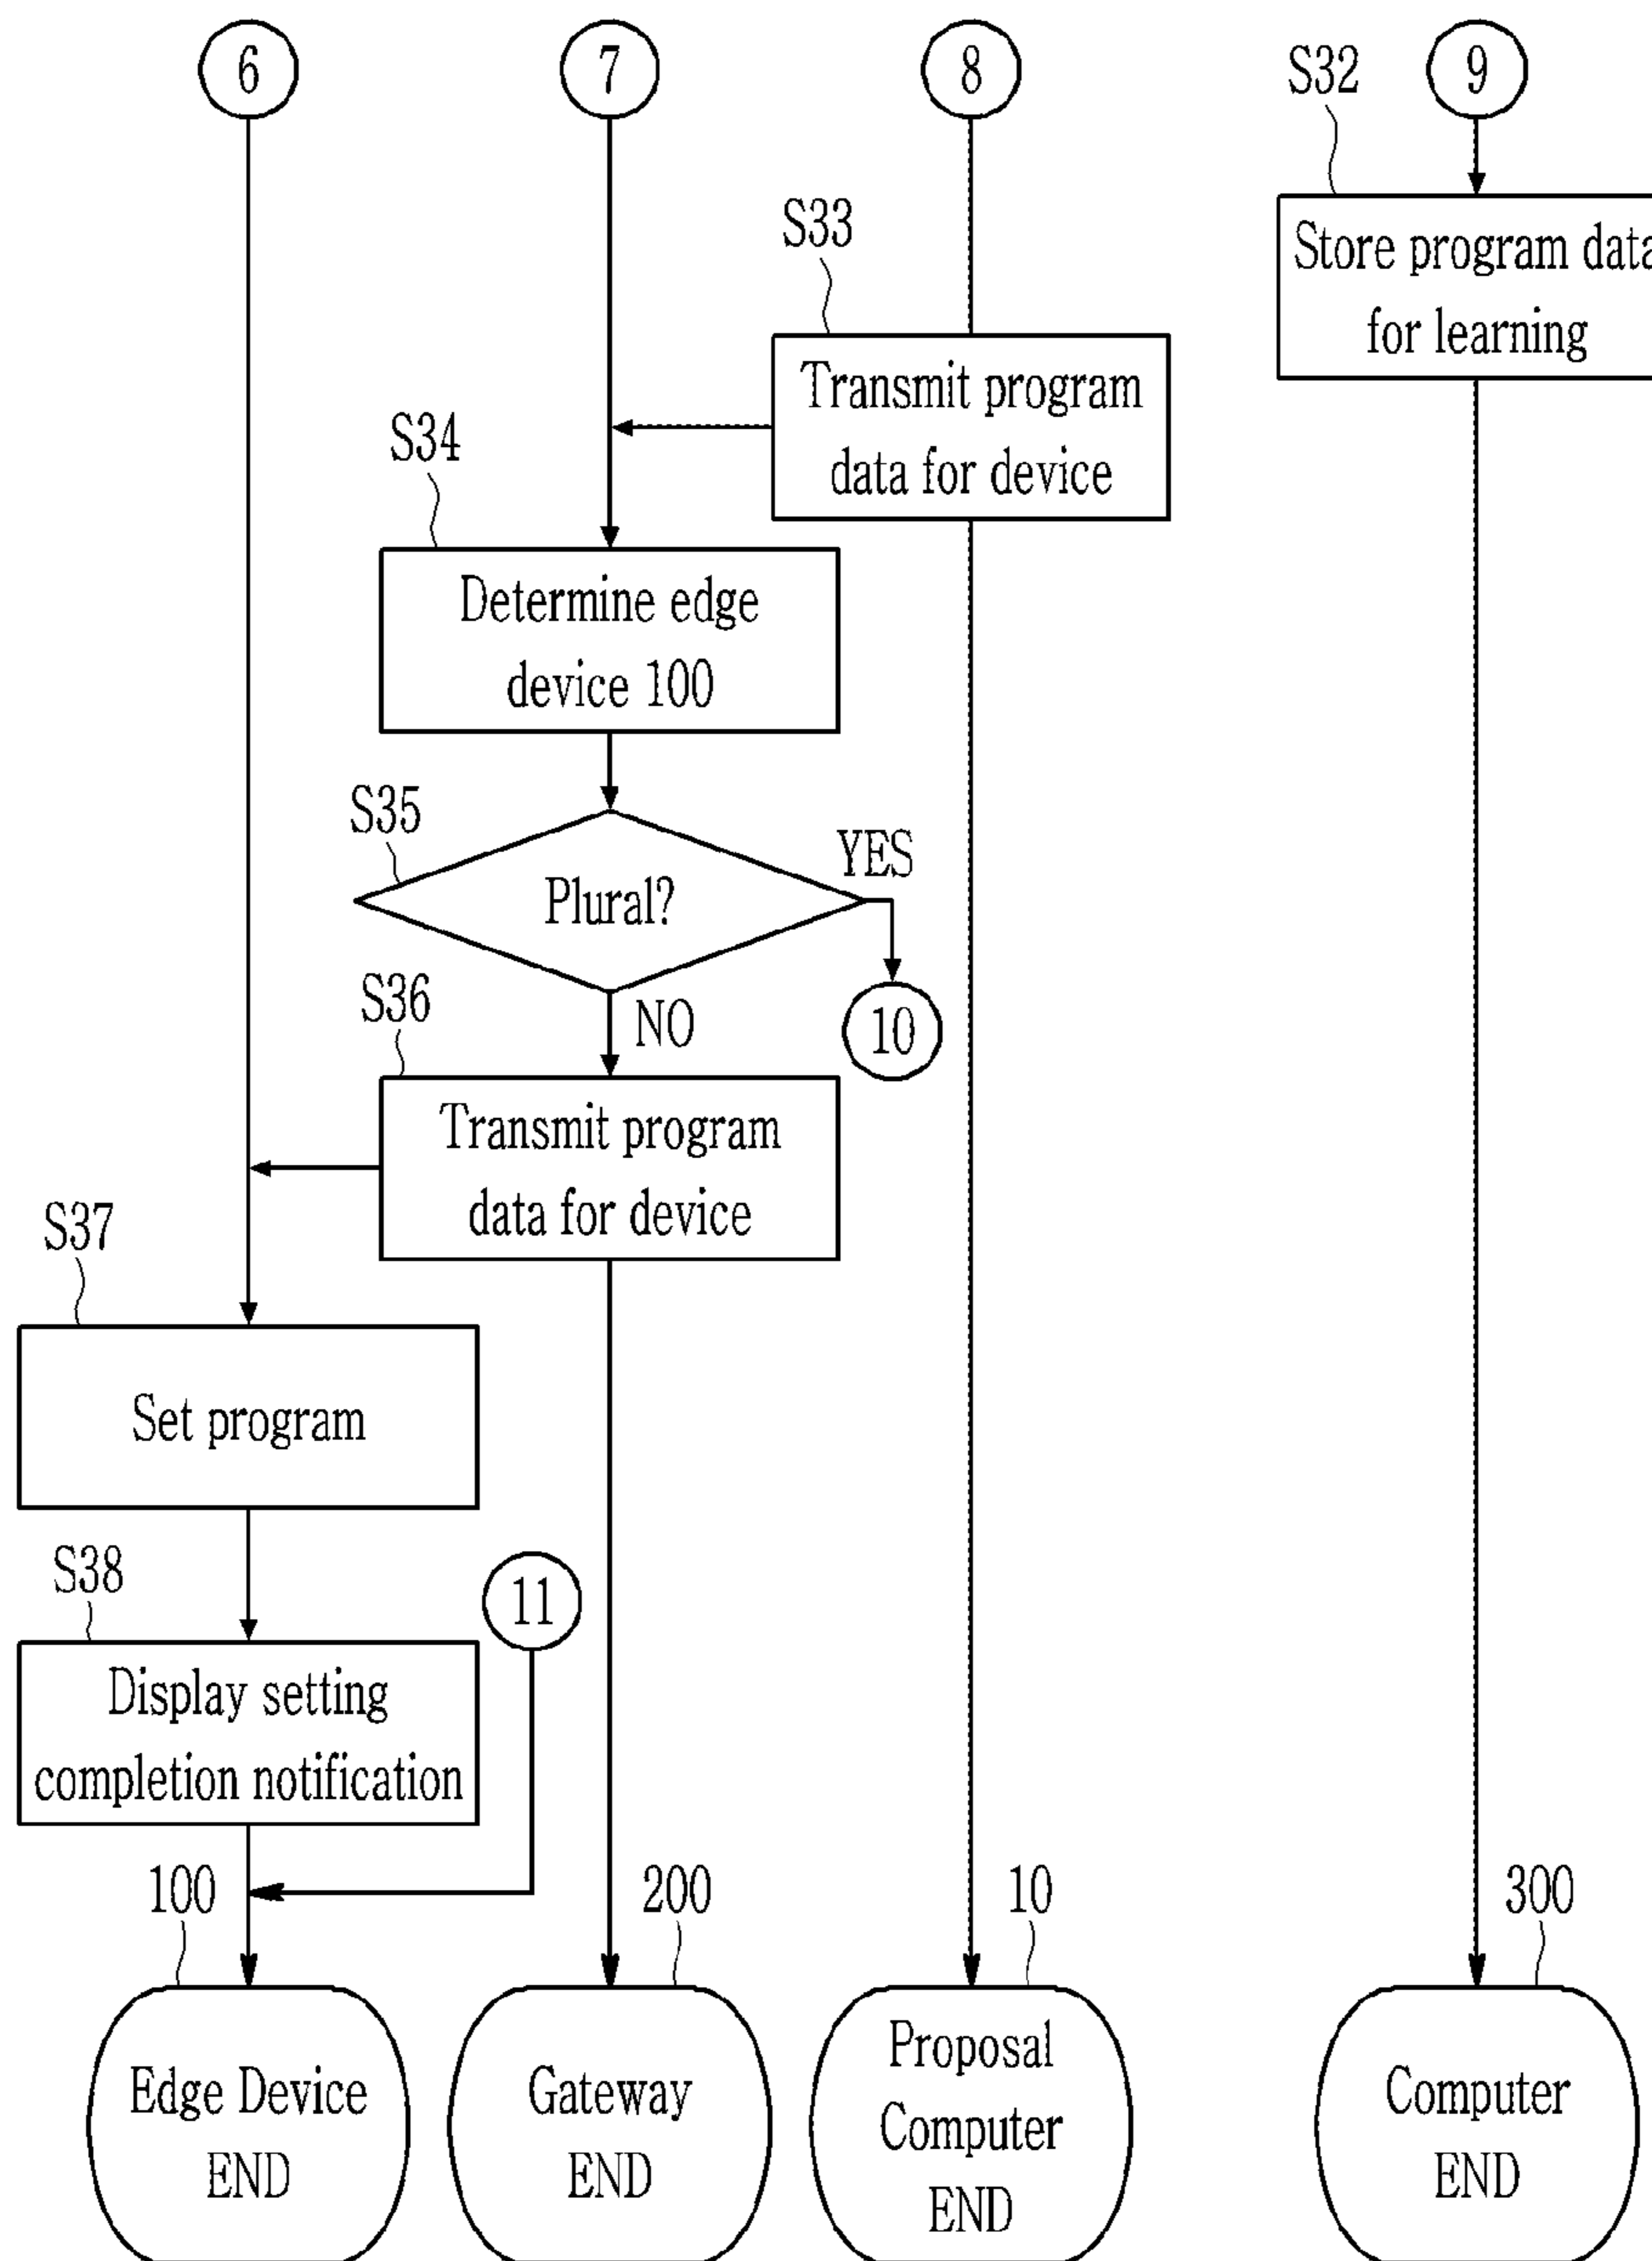 6
7
8
9
S32
Store program data
for learning
S33
Transmit program
data for device
S34
Determine edge
device 100
S35
Plural?
YES
10
NO
S36
Transmit program
data for device
S37
Set program
S38
Display setting
completion notification
11
100
200
10
300
Edge Device
END
Gateway
END
Proposal
Computer
END
Computer
END